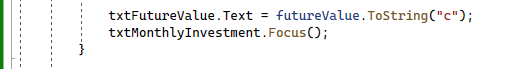 txtFutureValue.Text = futureValue.ToString("c");
txtMonthlyInvestment.Focus();
}